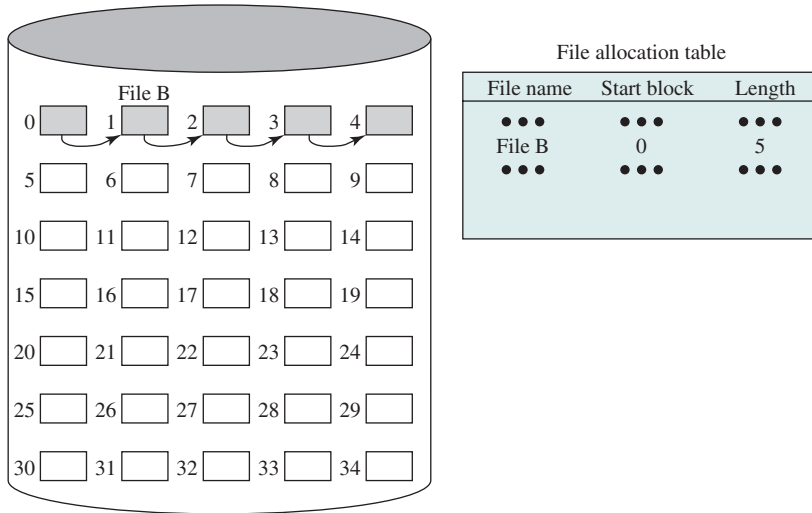 File allocation table
File name Start block Length
••• ••• •••
File B 0 5
••• ••• •••
File B
0 1 2 3 4
5 6 7 8 9
10 11 12 13 14
15 16 17 18 19
20 21 22 23 24
25 26 27 28 29
30 31 32 33 34